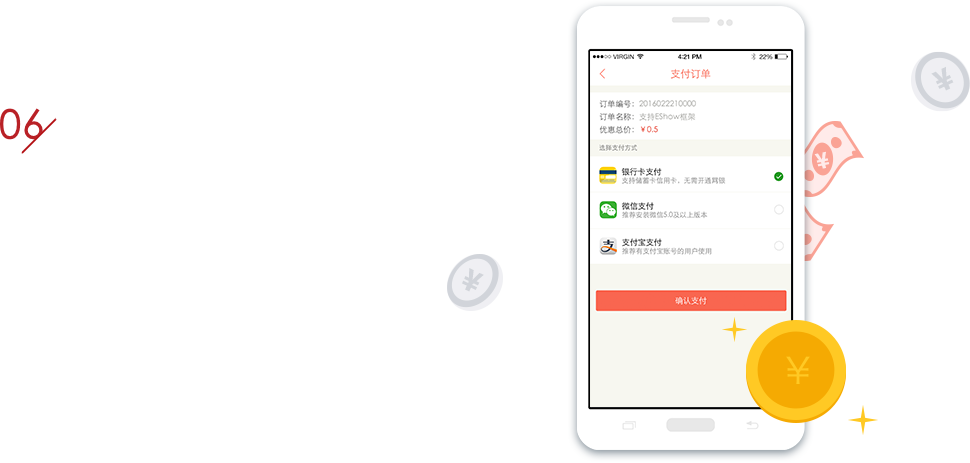 06
●●●○○ VIRGIN 4:21 PM 22%
支付订单
订单编号: 2016022210000
订单名称: 支持EShow框架
优惠总价: ￥0.5
选择支付方式
银行卡支付
支持储蓄卡信用卡，无需开通网银
微信支付
推荐安装微信5.0及以上版本
支付宝支付
推荐有支付宝账号的用户使用
确认支付
¥
¥
¥
¥